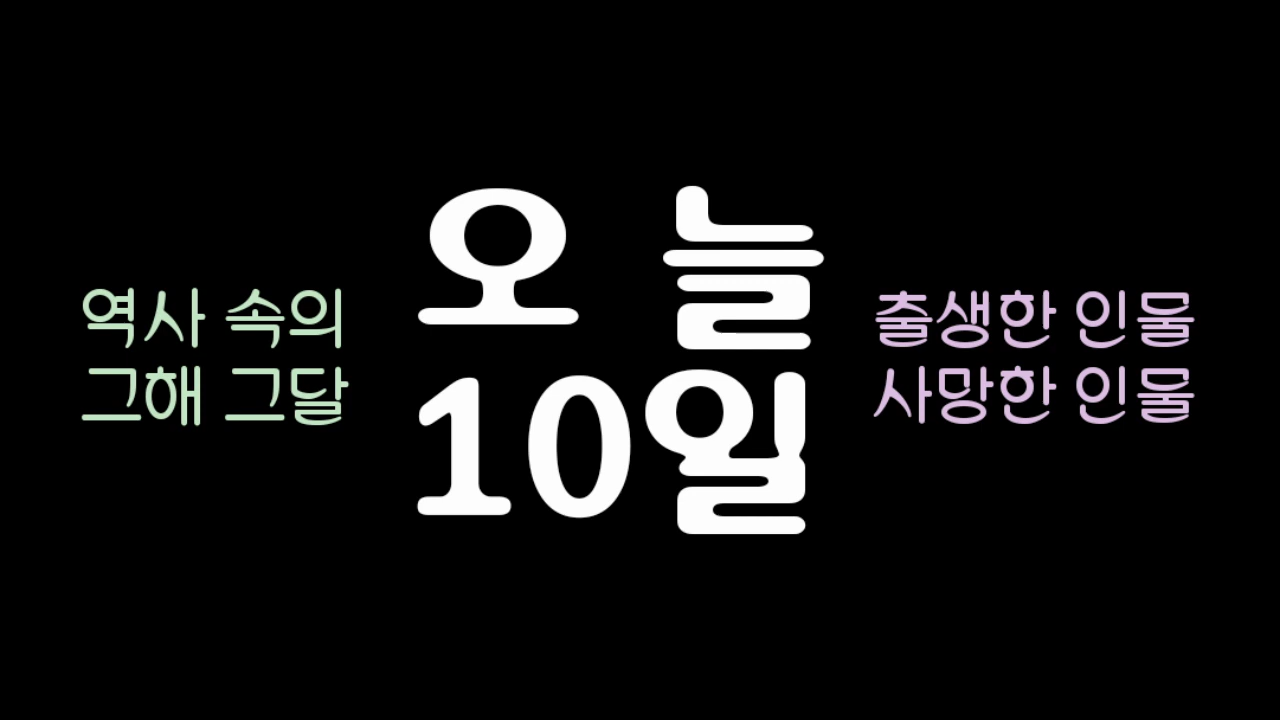 역사 속의
그해 그달
오 늘
10일
출생한 인물
사망한 인물